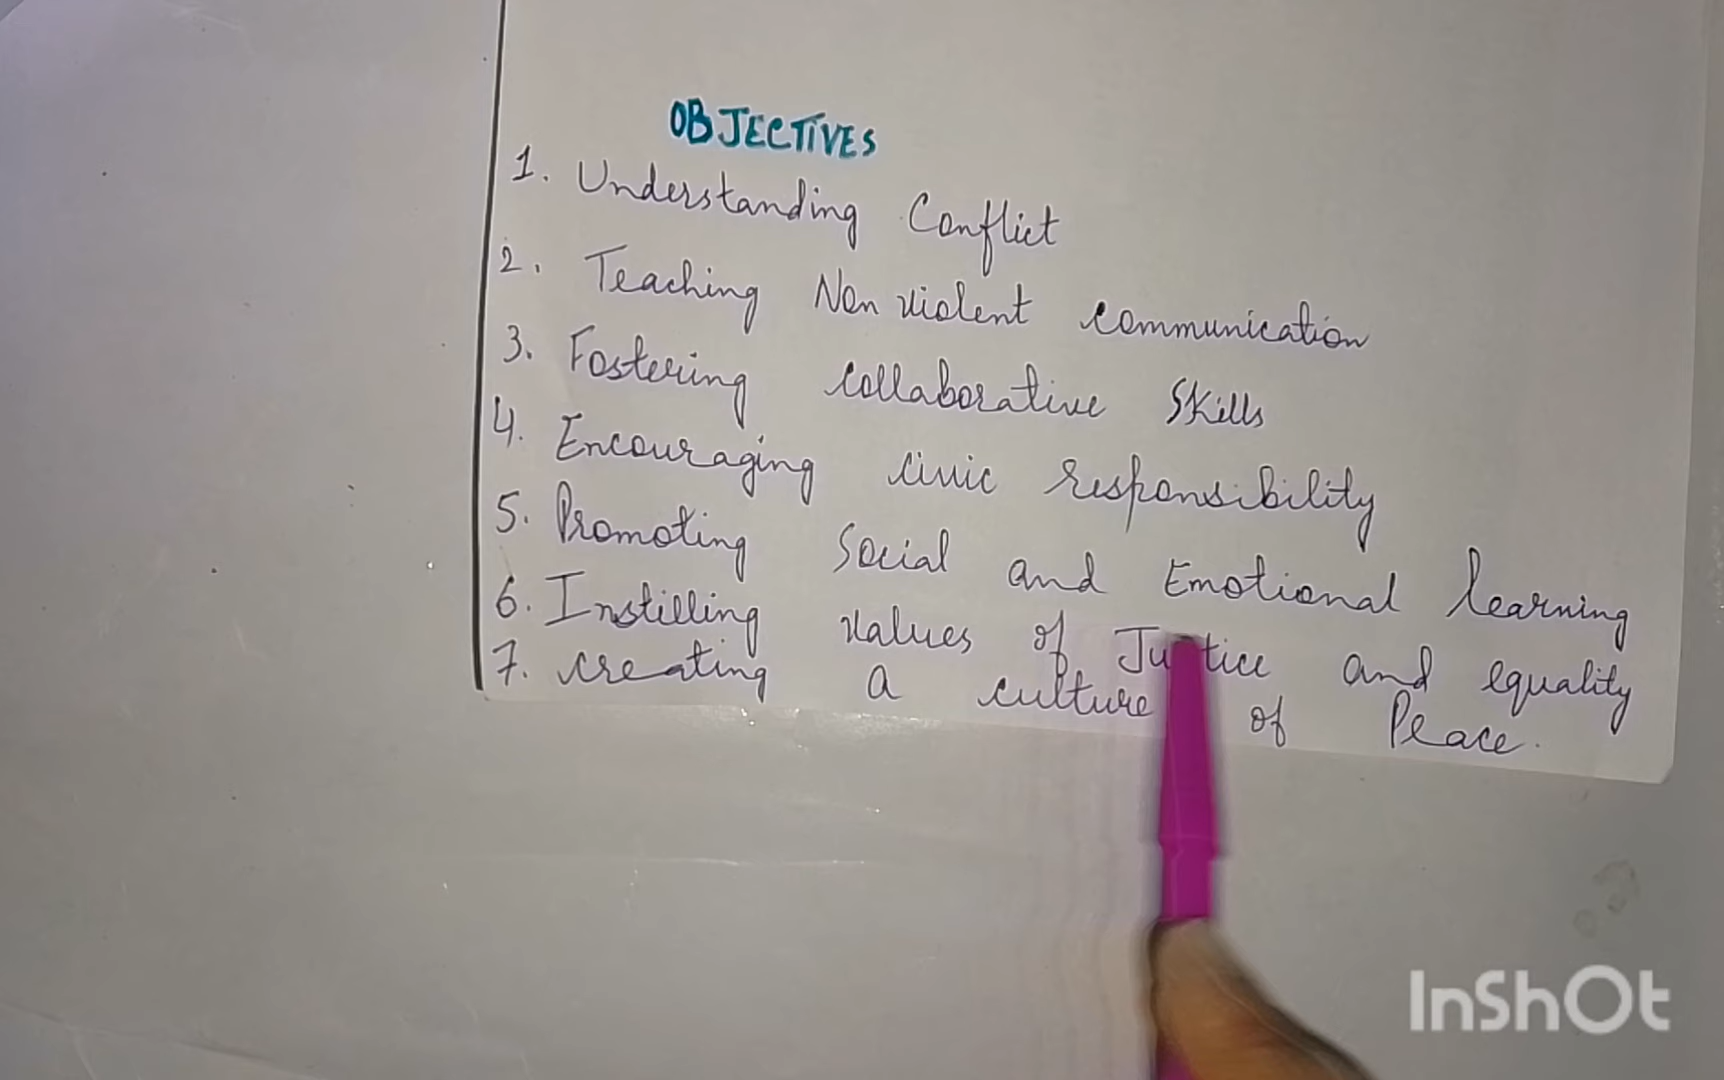 OBJECTIVES
1. Understanding Conflict
2. Teaching Non violent communication
3. Fostering collaborative Skills
4. Encouraging civic responsibility
5. Promoting Social and Emotional learning
6. Instilling values of Justice and equality
7. creating a culture of Peace.
InShOt